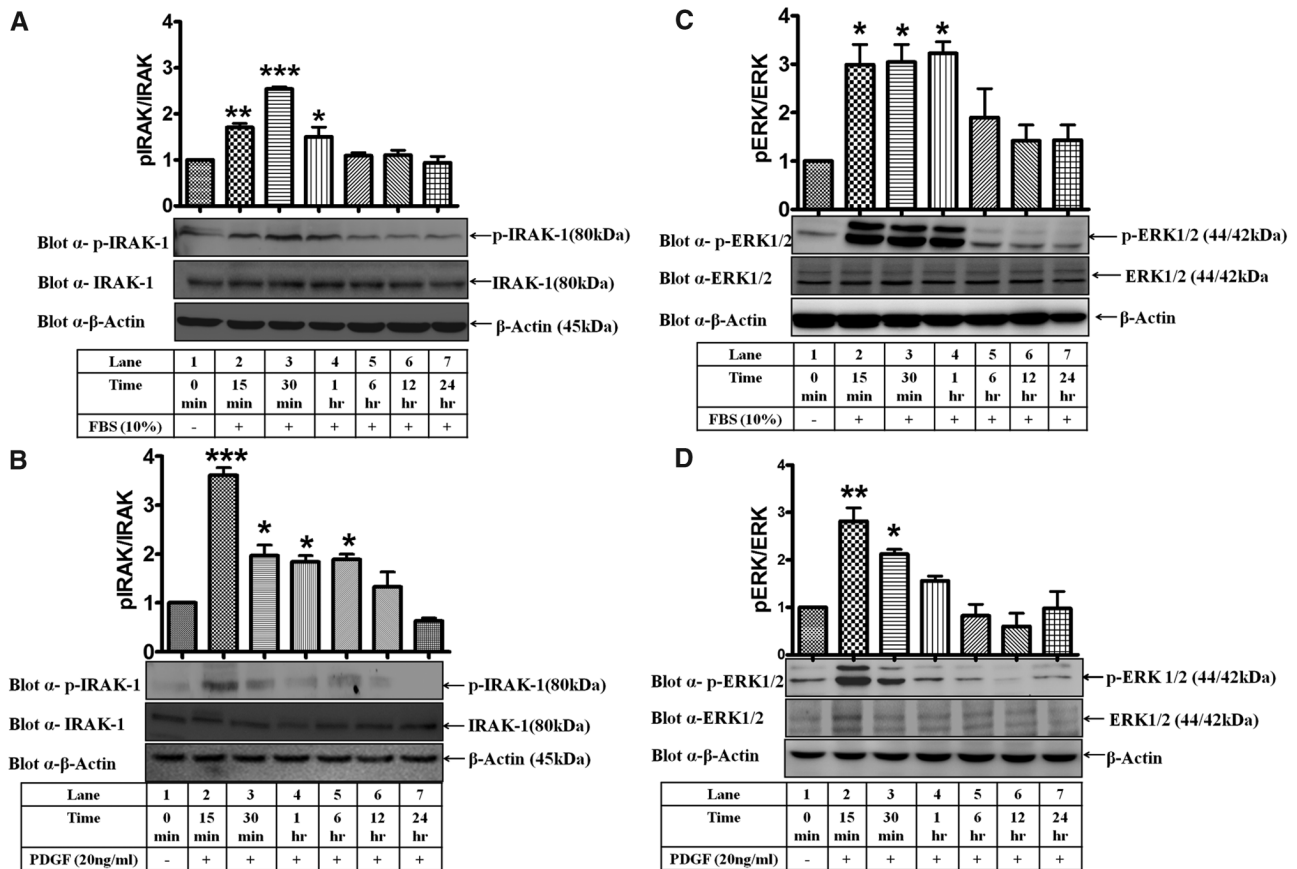 A
pIRAK/IRAK
4
3
2
1
0
**
***
*
Blot α- p-IRAK-1
p-IRAK-1(80kDa)
Blot α- IRAK-1
IRAK-1(80kDa)
Blot α-β-Actin
β-Actin (45kDa)
Lane 1 2 3 4 5 6 7
Time 0 15 30 1 6 12 24
min min min hr hr hr hr
FBS (10%) - + + + + + +
B
pIRAK/IRAK
4
3
2
1
0
***
*
*
*
Blot α- p-IRAK-1
p-IRAK-1(80kDa)
Blot α- IRAK-1
IRAK-1(80kDa)
Blot α-β-Actin
β-Actin (45kDa)
Lane 1 2 3 4 5 6 7
Time 0 15 30 1 6 12 24
min min min hr hr hr hr
PDGF (20ng/ml) - + + + + + +
C
pERK/ERK
4
3
2
1
0
*
*
*
Blot α- p-ERK1/2
p-ERK1/2 (44/42kDa)
Blot α-ERK1/2
ERK1/2 (44/42kDa
Blot α-β-Actin
β-Actin
Lane 1 2 3 4 5 6 7
Time 0 15 30 1 6 12 24
min min min hr hr hr hr
FBS (10%) - + + + + + +
D
pERK/ERK
4
3
2
1
0
**
*
Blot α- p-ERK1/2
p-ERK 1/2 (44/42kDa)
Blot α-ERK1/2
ERK1/2 (44/42kDa)
Blot α-β-Actin
β-Actin
Lane 1 2 3 4 5 6 7
Time 0 15 30 1 6 12 24
min min min hr hr hr hr
PDGF (20ng/ml) - + + + + + +